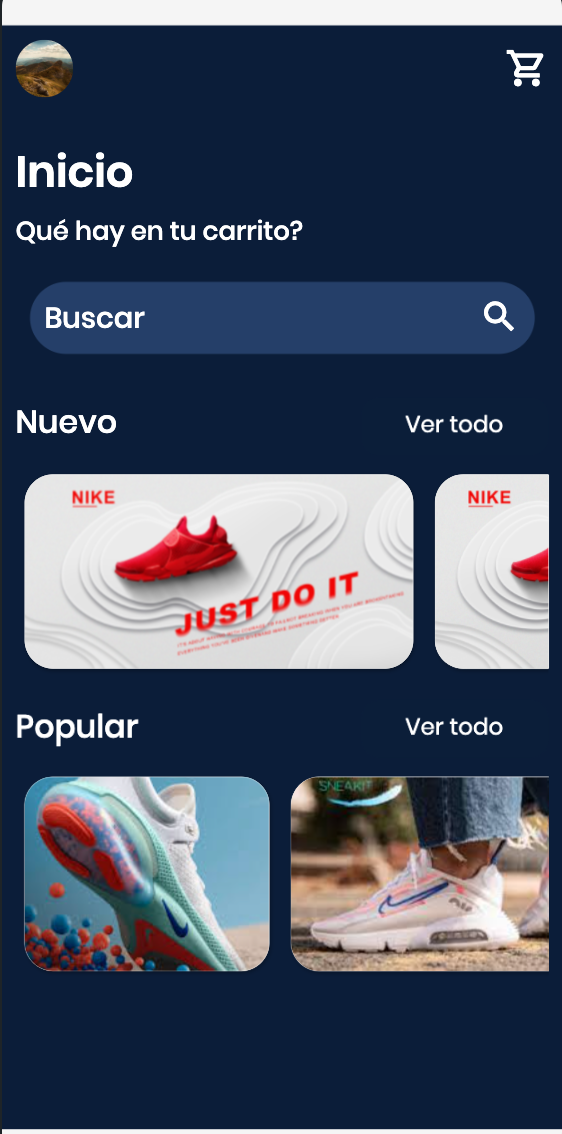 Inicio
Qué hay en tu carrito?
Buscar
Nuevo
Ver todo
NIKE
JUST DO IT
NIKE
Popular
Ver todo
SNEAKIT